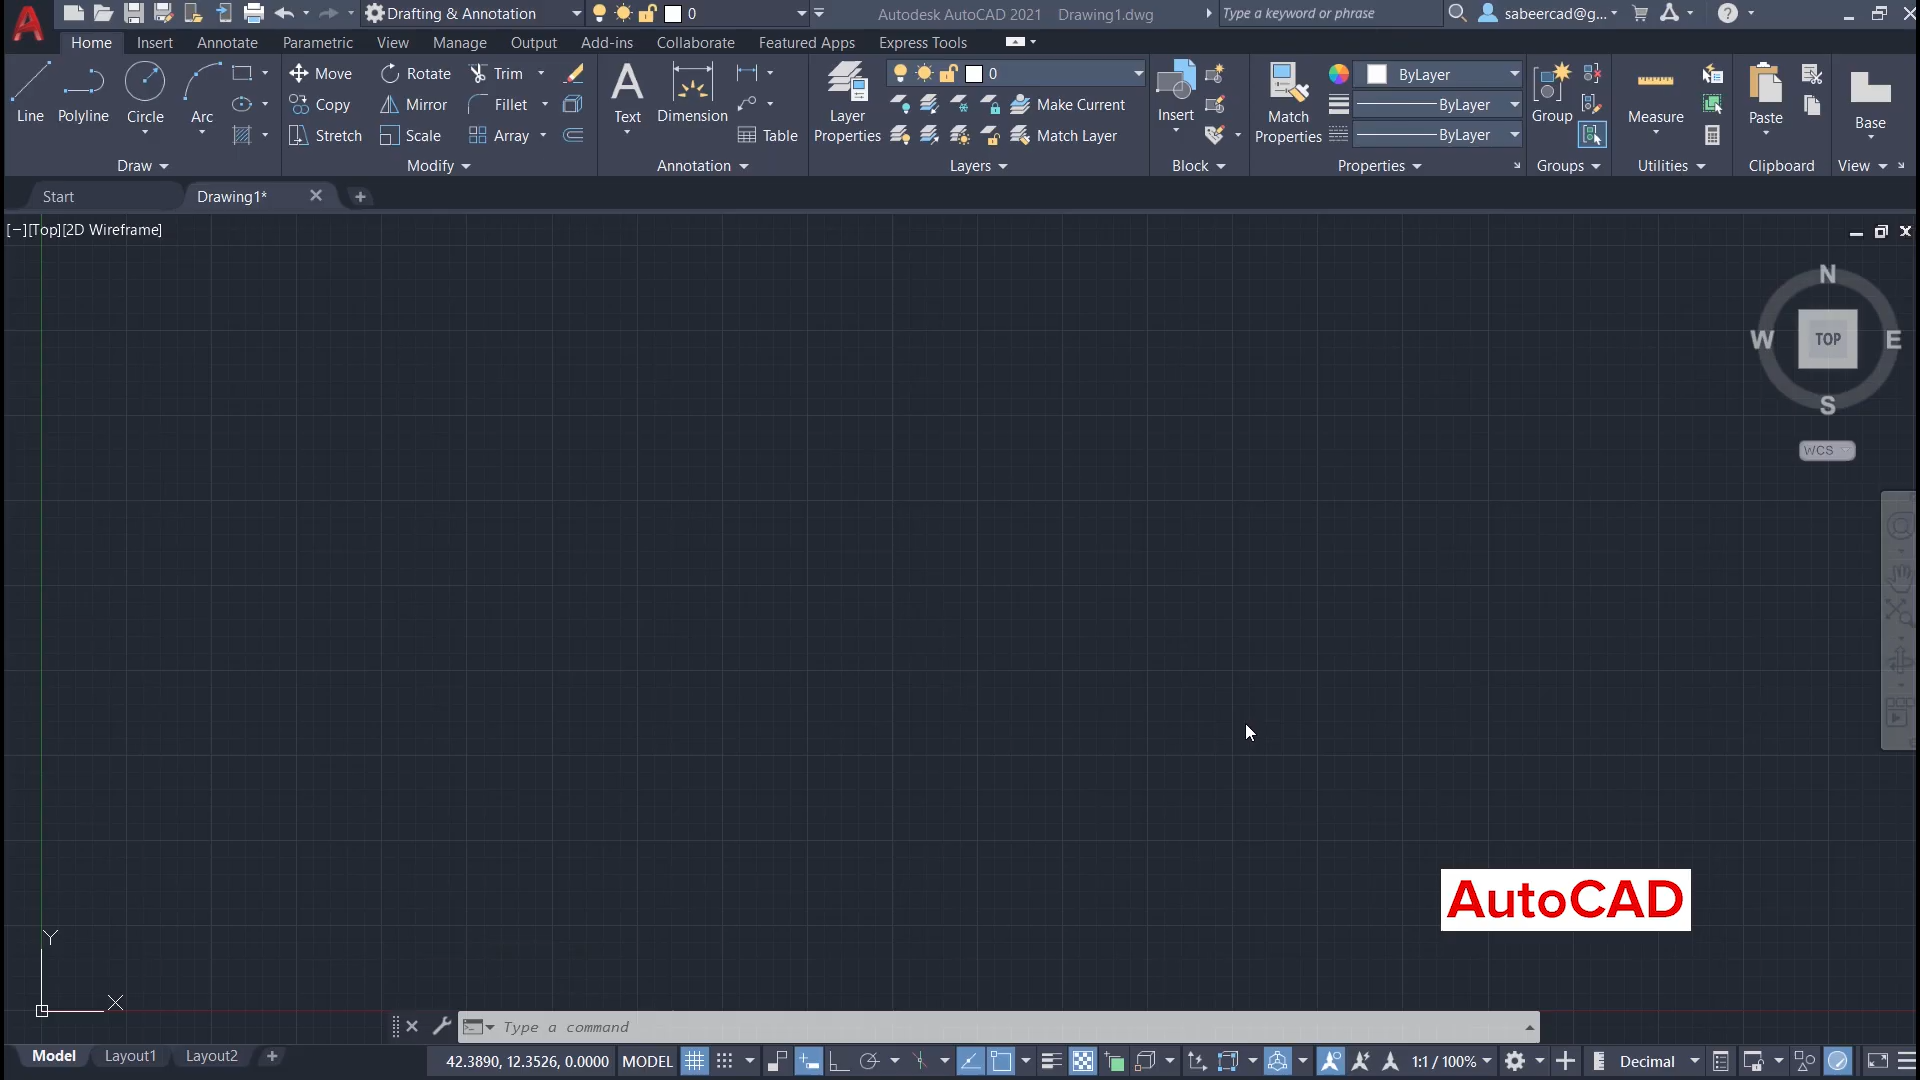 Drafting & Annotation
0
Autodesk AutoCAD 2021 Drawing1.dwg
Type a keyword or phrase
sabeercad@g...
Home Insert Annotate Parametric View Manage Output Add-ins Collaborate Featured Apps Express Tools
Line
Polyline
Circle
Arc
Draw
Move
Rotate
Trim
Copy
Mirror
Fillet
Stretch
Scale
Array
Modify
Text
Dimension
Table
Annotation
Layer
Properties
0
Make Current
Match Layer
Layers
Insert
Block
Match
Properties
ByLayer
ByLayer
ByLayer
Properties
Group
Groups
Measure
Utilities
Paste
Clipboard
Base
View
Start
Drawing1*
[−][Top][2D Wireframe]
N
W
TOP
E
S
WCS
AutoCAD
Y
X
Type a command
Model
Layout1
Layout2
42.3890, 12.3526, 0.0000
MODEL
1:1 / 100%
Decimal